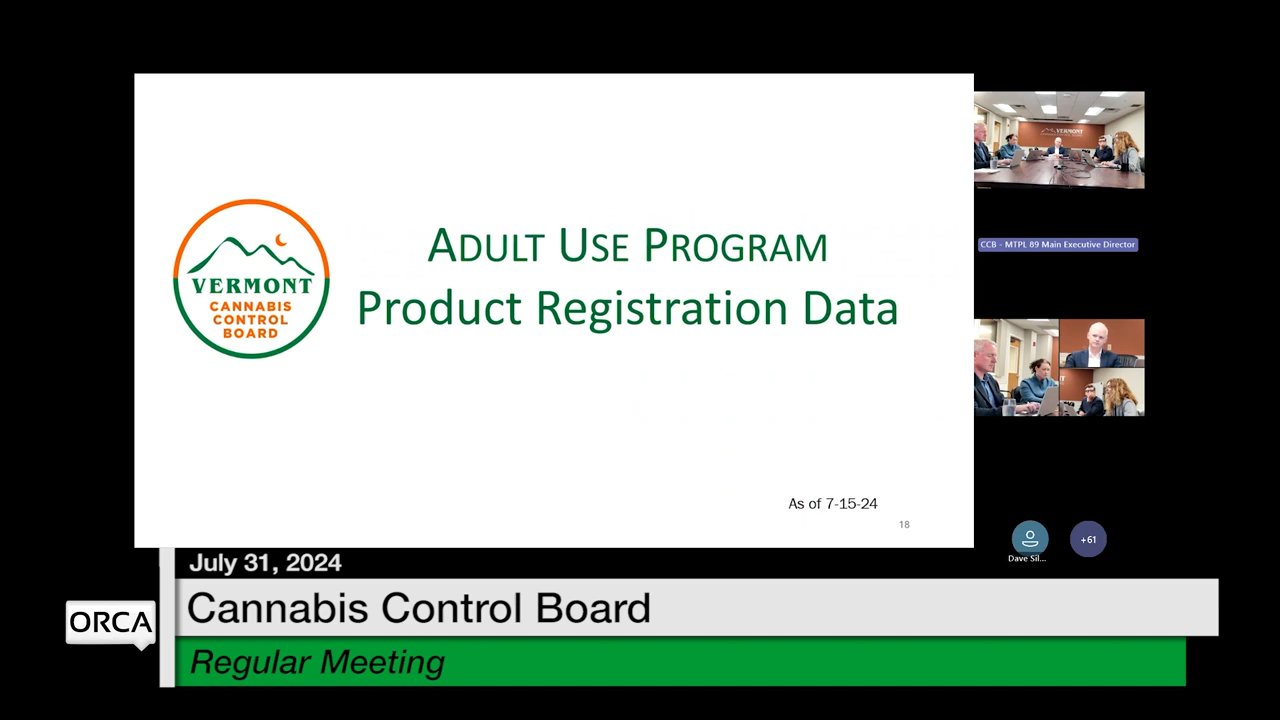 ADULT USE PROGRAM
Product Registration Data
VERMONT
CANNABIS
CONTROL
BOARD
As of 7-15-24
18
VERMONT
CCB - MTPL 89 Main Executive Director
Dave Sil...
+61
July 31, 2024
Cannabis Control Board
ORCA
Regular Meeting